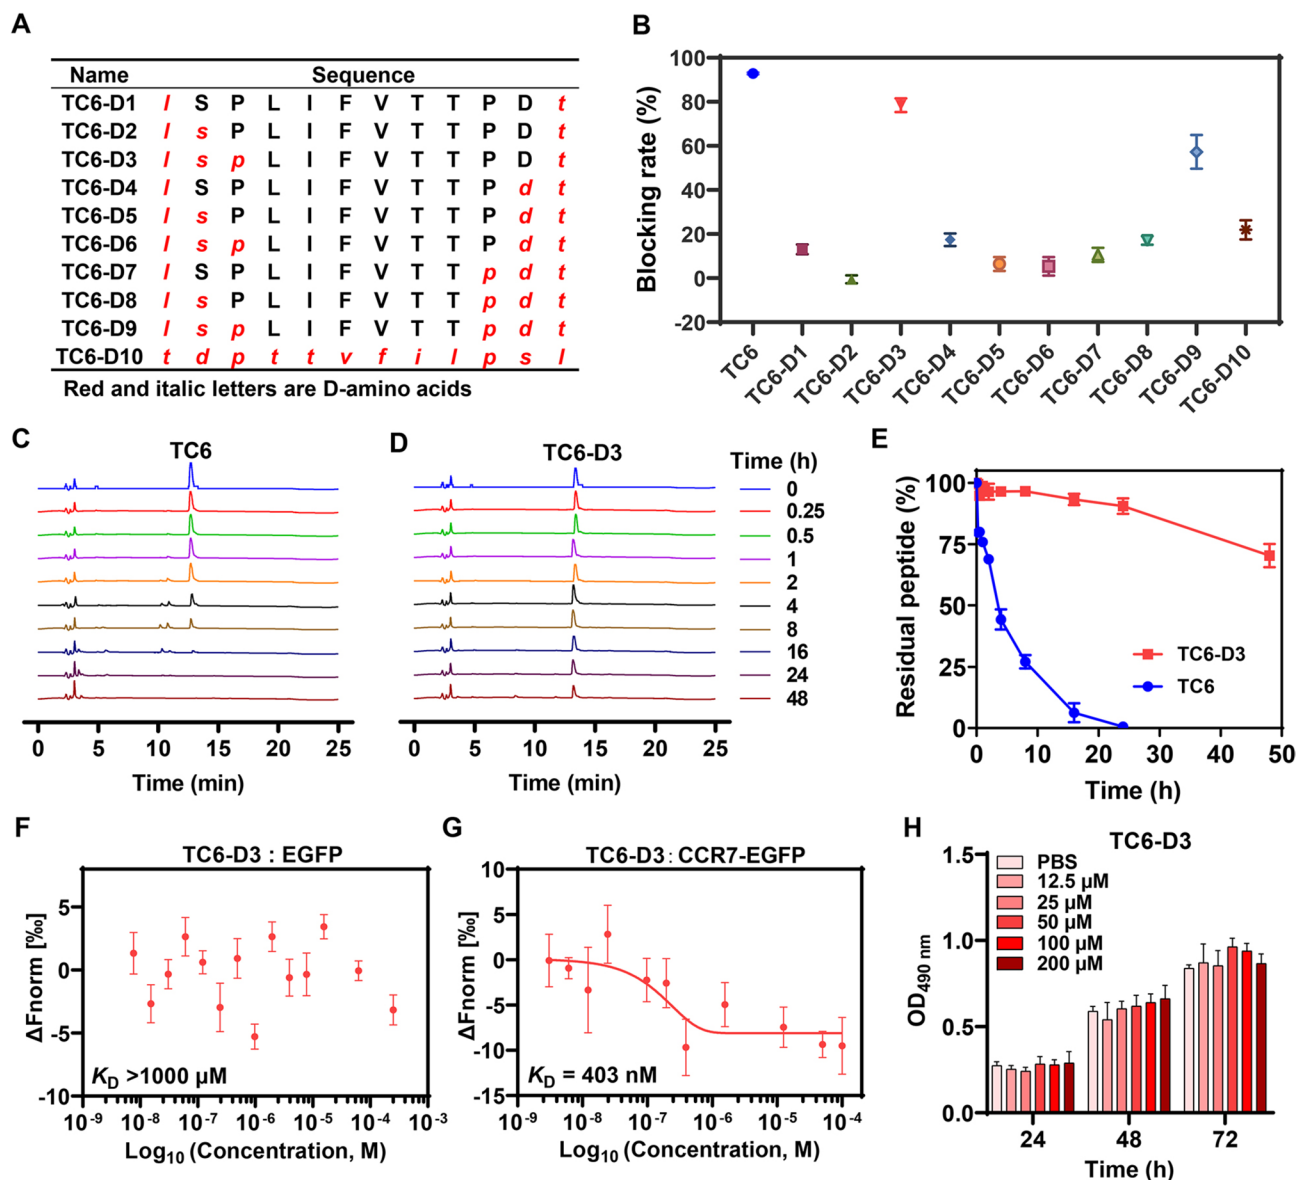 A
Name Sequence
TC6-D1 l S P L I F V T T P D t
TC6-D2 l s P L I F V T T P D t
TC6-D3 l s p L I F V T T P D t
TC6-D4 l S P L I F V T T P d t
TC6-D5 l s P L I F V T T P d t
TC6-D6 l s p L I F V T T P d t
TC6-D7 l S P L I F V T T p d t
TC6-D8 l s P L I F V T T p d t
TC6-D9 l s p L I F V T T p d t
TC6-D10 t d p t t v f i l p s l
Red and italic letters are D-amino acids
B
Blocking rate (%)
100
80
60
40
20
0
-20
TC6
TC6-D1
TC6-D2
TC6-D3
TC6-D4
TC6-D5
TC6-D6
TC6-D7
TC6-D8
TC6-D9
TC6-D10
C
TC6
0 5 10 15 20 25
Time (min)
D
TC6-D3
0 5 10 15 20 25
Time (min)
Time (h)
0
0.25
0.5
1
2
4
8
16
24
48
E
Residual peptide (%)
100
75
50
25
0
TC6-D3
TC6
0 10 20 30 40 50
Time (h)
F
TC6-D3 : EGFP
ΔFnorm [‰]
5
0
-5
-10
K_D >1000 μM
10^-9 10^-8 10^-7 10^-6 10^-5 10^-4 10^-3
Log10 (Concentration, M)
G
TC6-D3: CCR7-EGFP
ΔFnorm [‰]
10
5
0
-5
-10
-15
K_D = 403 nM
10^-9 10^-8 10^-7 10^-6 10^-5 10^-4
Log10 (Concentration, M)
H
TC6-D3
OD490 nm
1.5
1.0
0.5
0.0
PBS
12.5 μM
25 μM
50 μM
100 μM
200 μM
24 48 72
Time (h)